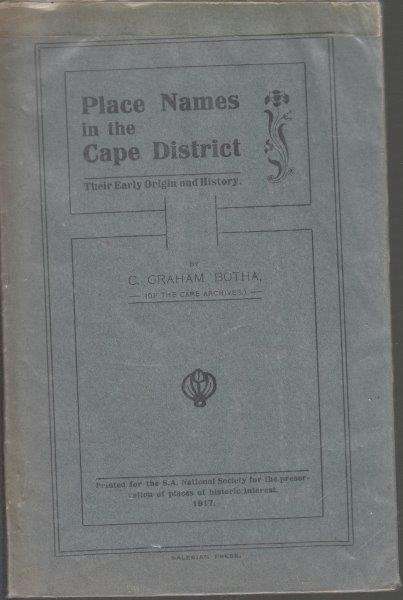 Place Names
in the
Cape District
Their Early Origin and History.
BY
C. GRAHAM BOTHA,
(OF THE CAPE ARCHIVES.)
Printed for the S.A. National Society for the preser-
vation of places of historic interest.
1917.
SALESIAN PRESS.